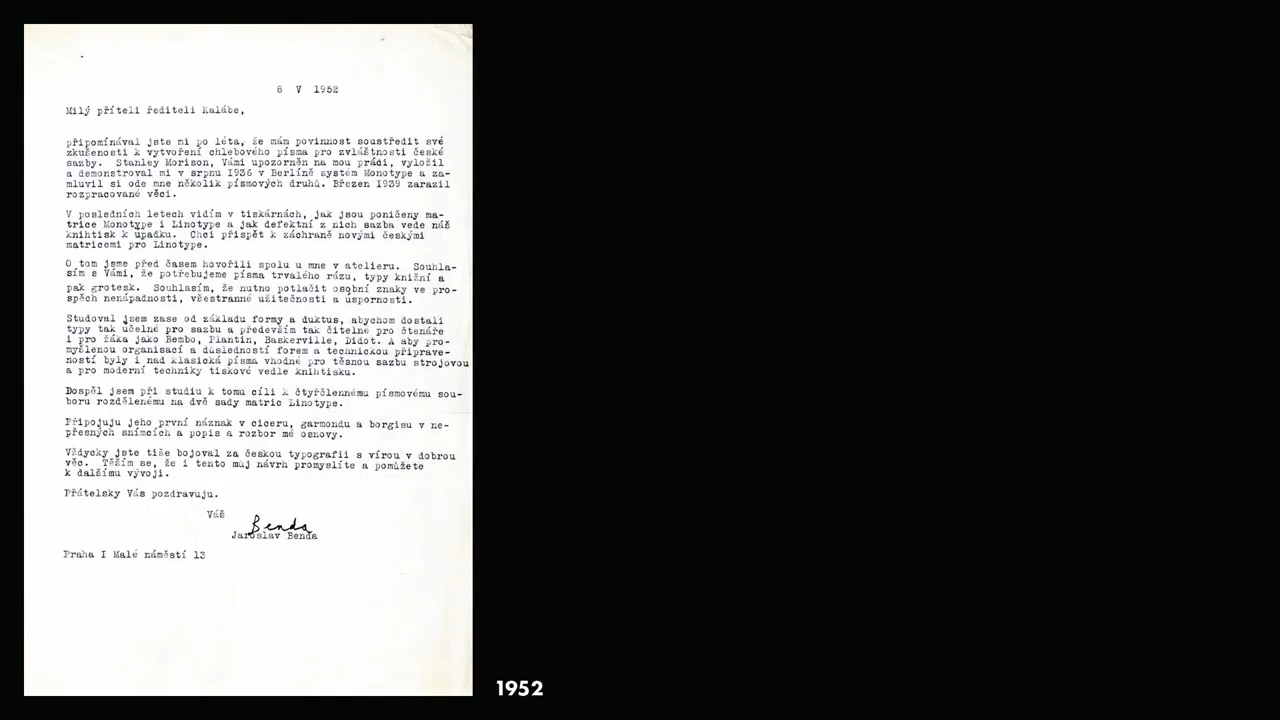 8 V 1952
Milý příteli řediteli Kalábe,
připomínával jste mi po léta, že mám povinnost soustředit své
zkušenosti k vytvoření chlebového písma pro zvláštnosti české
sazby. Stanley Morison, Vámi upozorněn na mou práci, vyložil
a demonstroval mi v srpnu 1936 v Berlíně systém Monotype a za-
mluvil si ode mne několik písmových druhů. Březen 1939 zarazil
rozpracované věci.
V posledních letech vidím v tiskárnách, jak jsou poničeny ma-
trice Monotype i Linotype a jak defektní z nich sazba vede náš
knihtisk k úpadku. Chci přispět k záchraně novými českými
matricemi pro Linotype.
O tom jsme před časem hovořili spolu u mne v atelieru. Souhla-
sím s Vámi, že potřebujeme písma trvalého rázu, typy knižní a
pak grotesk. Souhlasím, že nutno potlačit osobní znaky ve pro-
spěch nenápadnosti, všestranné užitečnosti a úspornosti.
Studoval jsem zase od základu formy a duktus, abychom dostali
typy tak účelné pro sazbu a především tak čitelné pro čtenáře
i pro žáka jako Bembo, Plantin, Baskerville, Didot. A aby pro-
myšlenou organisací a důsledností forem a technickou připrave-
ností byly i nad klasická písma vhodné pro těsnou sazbu strojovou
a pro moderní techniky tiskové vedle knihtisku.
Dospěl jsem při studiu k tomu cíli k čtyřčlennému písmovému sou-
boru rozdělenému na dvě sady matric Linotype.
Připojuju jeho první náznak v ciceru, garmondu a borgisu v ne-
přesných snímcích a popis a rozbor mé osnovy.
Vždycky jste tiše bojoval za českou typografii s vírou v dobrou
věc. Těším se, že i tento můj návrh promyslíte a pomůžete
k dalšímu vývoji.
Přátelsky Vás pozdravuju.
Váš
Benda
Jaroslav Benda
Praha I Malé náměstí 13
1952